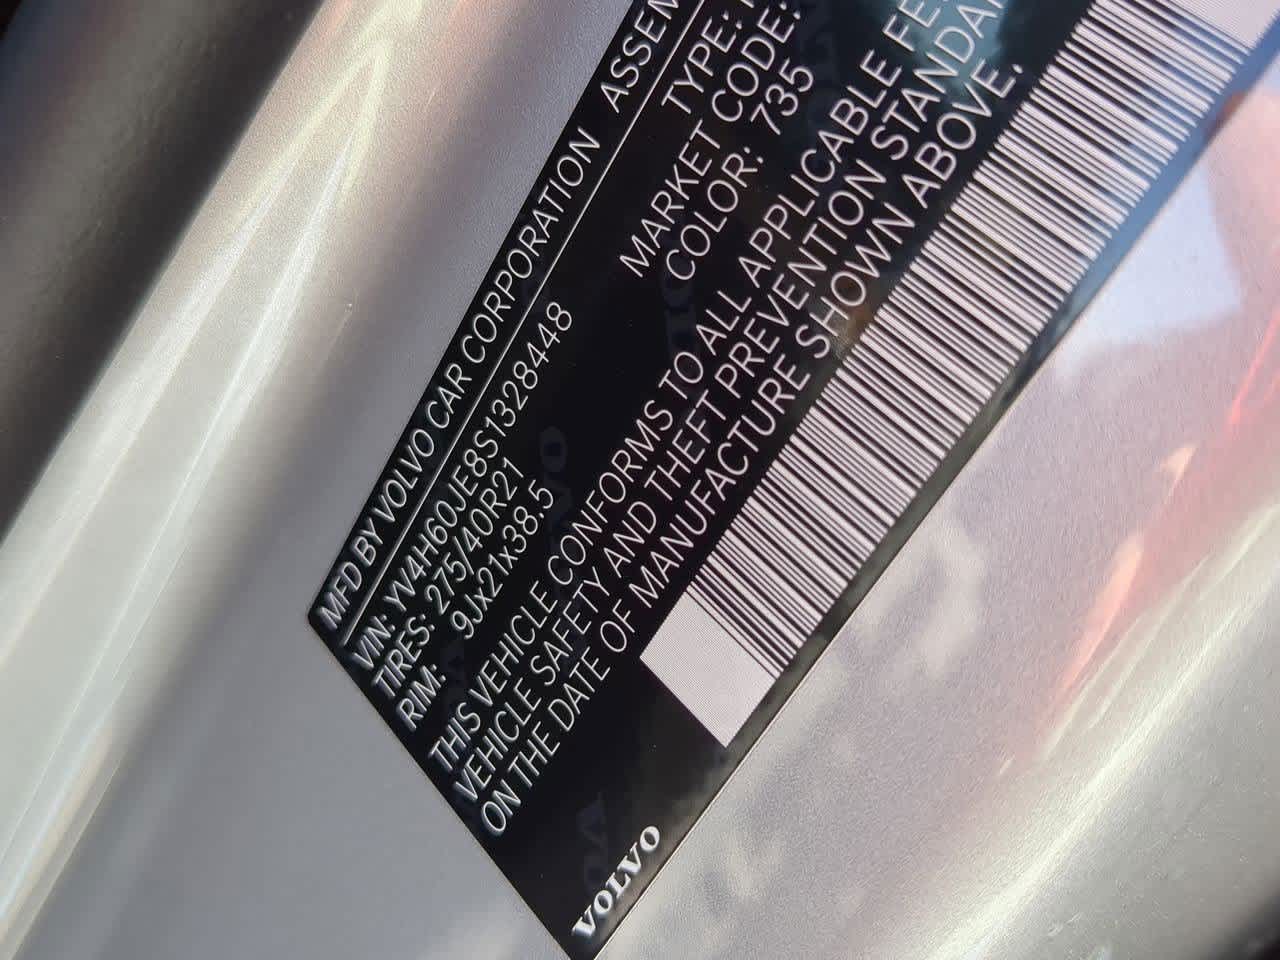 MFD BY VOLVO CAR CORPORATION ASSEM
VIN: YV4H60JE8S1328448 TYPE:
TIRES: 275/40R21 MARKET CODE:
RIM: 9Jx21x38.5 COLOR: 735
THIS VEHICLE CONFORMS TO ALL APPLICABLE FE
VEHICLE SAFETY AND THEFT PREVENTION STANDAR
ON THE DATE OF MANUFACTURE SHOWN ABOVE.
VOLVO